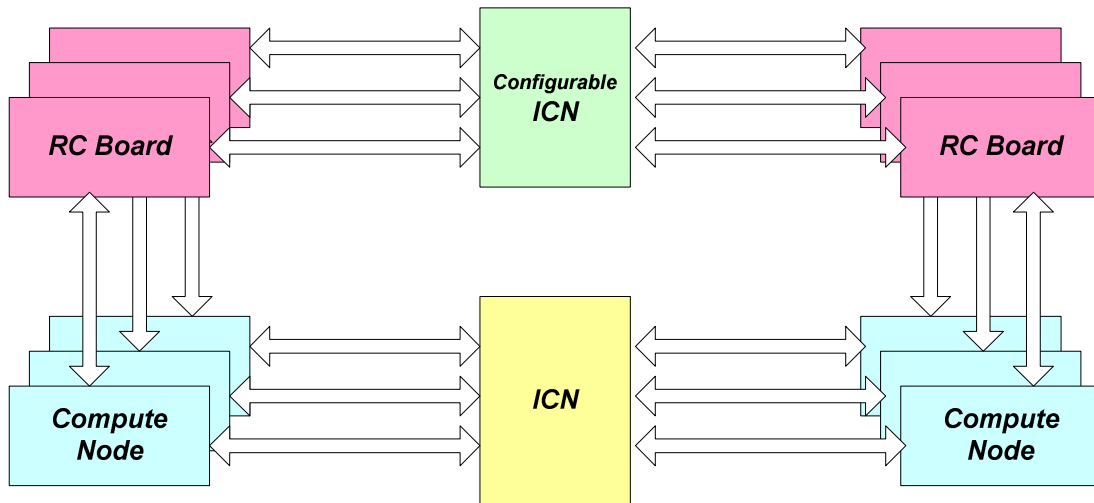 Configurable
ICN
RC Board
RC Board
ICN
Compute
Node
Compute
Node